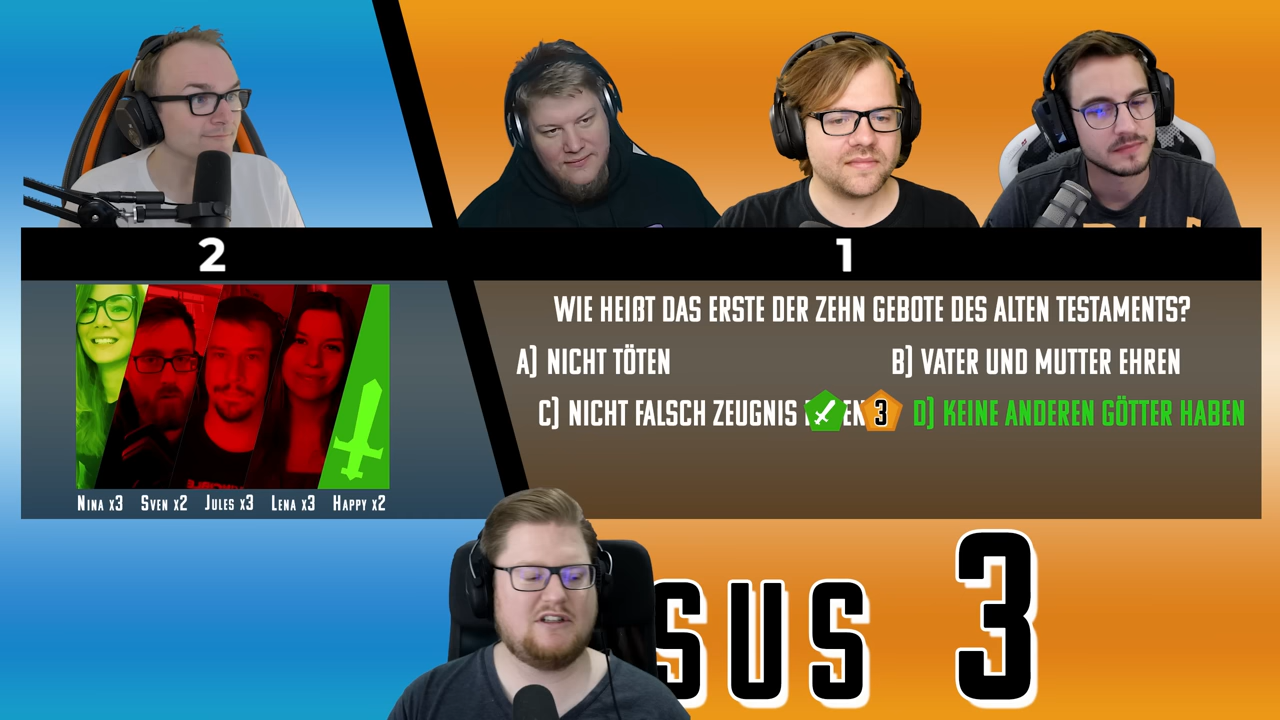 2
1
WIE HEIßT DAS ERSTE DER ZEHN GEBOTE DES ALTEN TESTAMENTS?
A) NICHT TÖTEN
B) VATER UND MUTTER EHREN
C) NICHT FALSCH ZEUGNIS
3
D) KEINE ANDEREN GÖTTER HABEN
NINA X3 SVEN X2 JULES X3 LENA X3 HAPPY X2
SUS 3